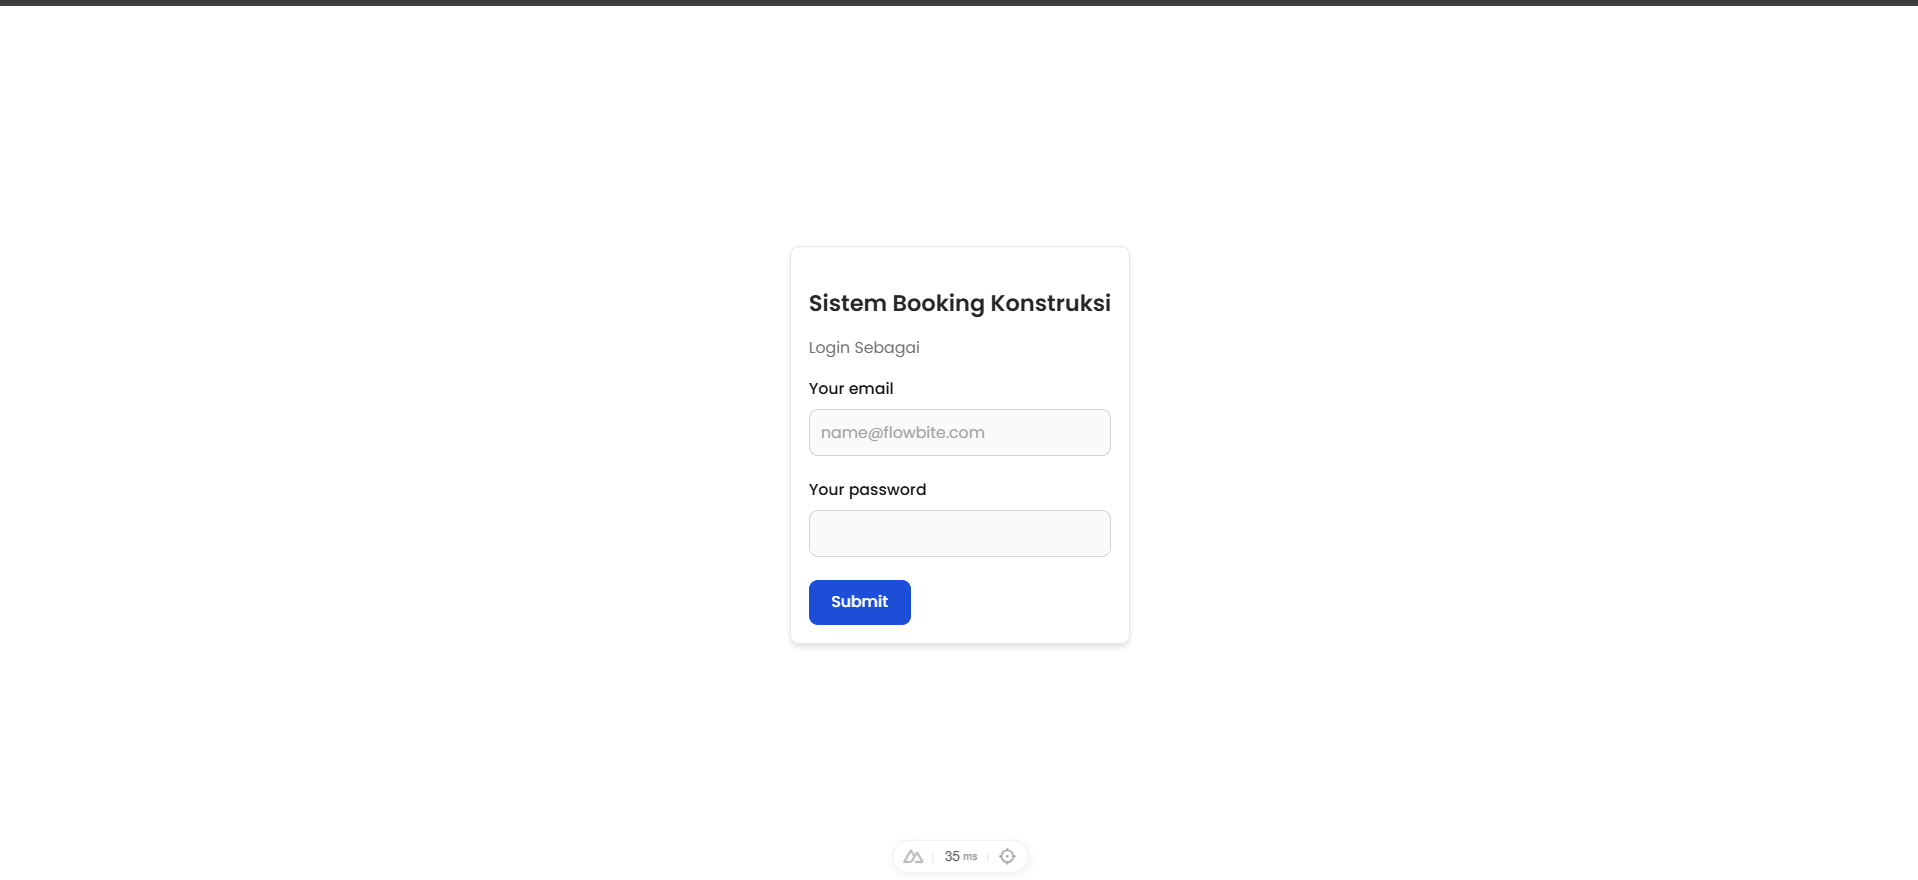 Sistem Booking Konstruksi
Login Sebagai
Your email
name@flowbite.com
Your password
Submit
35 ms